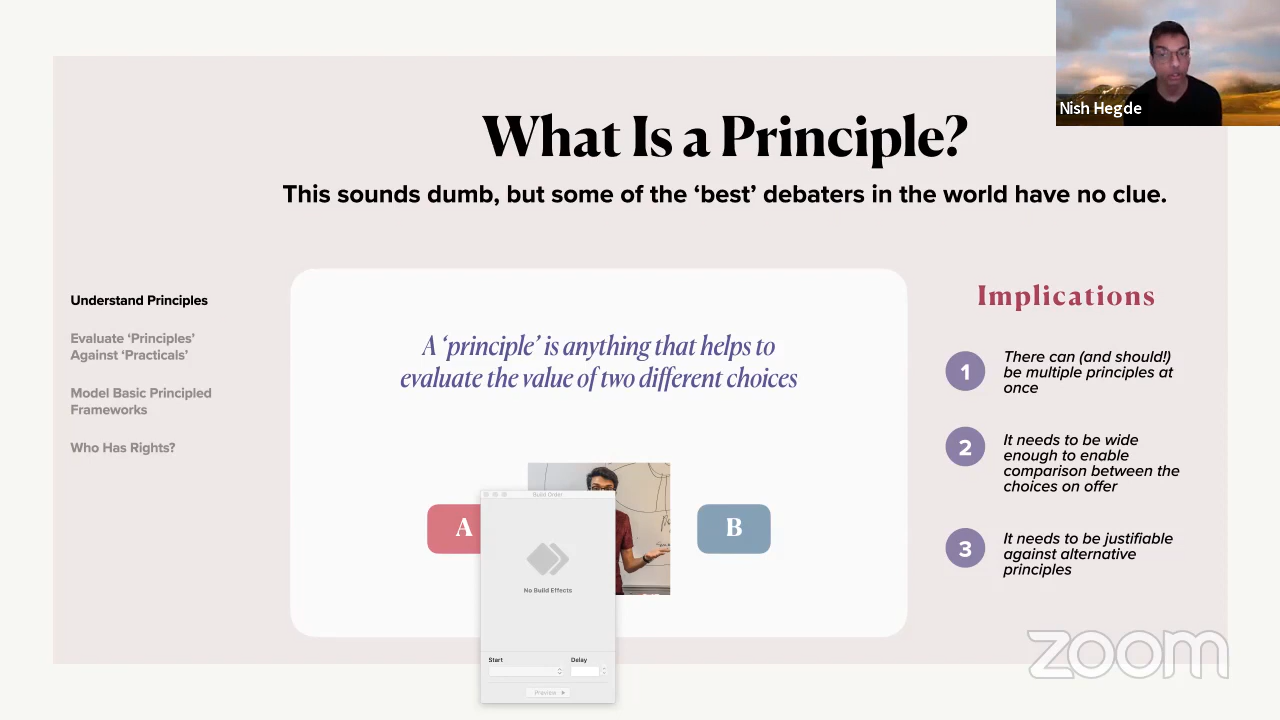 What Is a Principle?
This sounds dumb, but some of the ‘best’ debaters in the world have no clue.
Nish Hegde
Understand Principles
Evaluate ‘Principles’
Against ‘Practicals’
Model Basic Principled
Frameworks
Who Has Rights?
A ‘principle’ is anything that helps to
evaluate the value of two different choices
A
B
Build Order
No Build Effects
Start
Delay
Preview
Implications
1
There can (and should!)
be multiple principles at
once
2
It needs to be wide
enough to enable
comparison between the
choices on offer
3
It needs to be justifiable
against alternative
principles
zoom